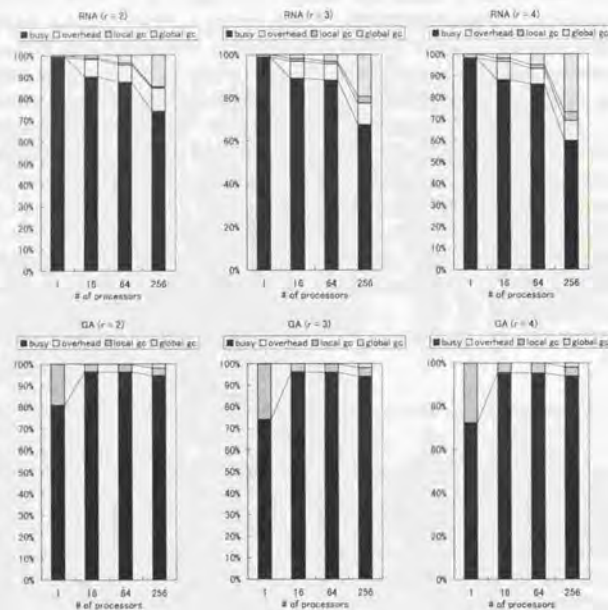 RNA (r = 2)
busy overhead local gc global gc
100%
90%
80%
70%
60%
50%
40%
30%
20%
10%
0%
1 16 64 256
# of processors
RNA (r = 3)
busy overhead local gc global gc
100%
80%
60%
20%
0%
1 16 64 256
# of processors
RNA (r = 4)
busy overhead local gc global gc
100%
90%
80%
70%
60%
50%
40%
30%
20%
10%
0%
1 16 64 256
# of processors
GA (r = 2)
busy overhead local gc global gc
100%
90%
80%
70%
60%
50%
40%
30%
20%
10%
0%
1 16 64 256
# of processors
GA (r = 3)
busy overhead local gc global gc
100%
90%
80%
70%
60%
50%
40%
30%
20%
10%
0%
1 16 64 256
# of processors
GA (r = 4)
busy overhead local gc global gc
100%
80%
40%
20%
0%
1 16 64 256
# of processors